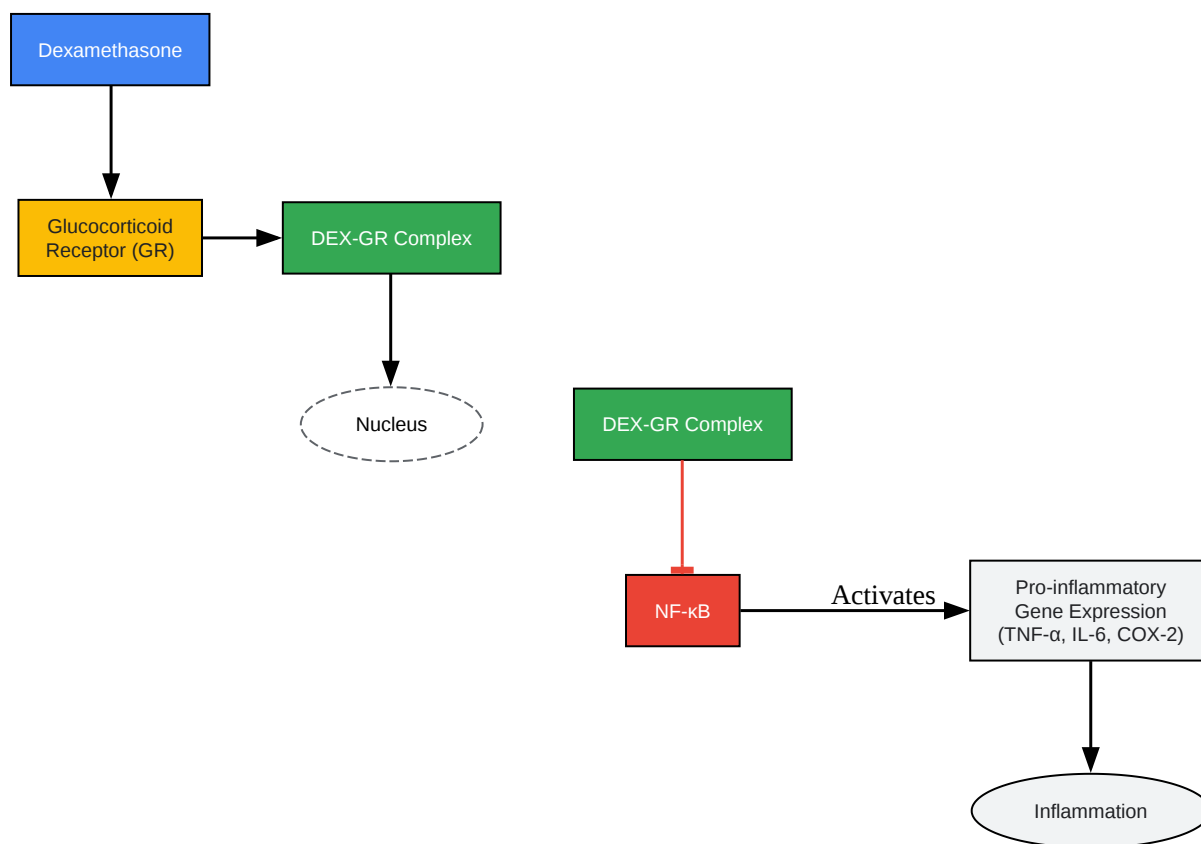 Dexamethasone
Glucocorticoid
Receptor (GR)
DEX-GR Complex
Nucleus
DEX-GR Complex
NF-κB
Activates
Pro-inflammatory
Gene Expression
(TNF-α, IL-6, COX-2)
Inflammation